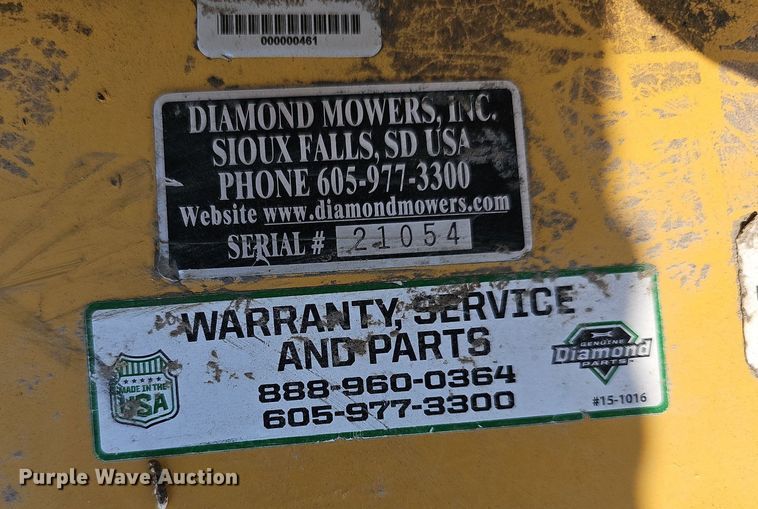 000000461
DIAMOND MOWERS, INC.
SIOUX FALLS, SD USA
PHONE 605-977-3300
Website www.diamondmowers.com
SERIAL # 21054
WARRANTY, SERVICE
AND PARTS
888-960-0364
605-977-3300
MADE IN THE
USA
GENUINE
Diamond
PARTS
#15-1016
Purple Wave Auction